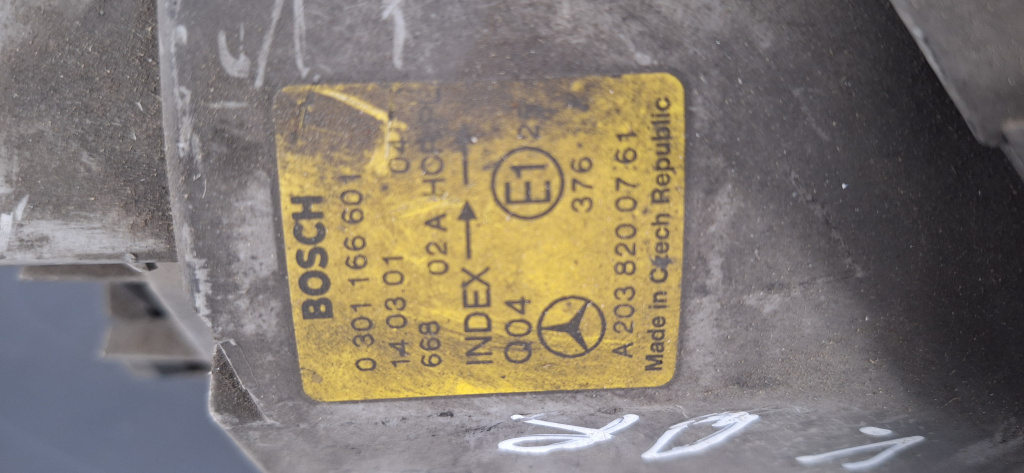 BOSCH
0 301 166 601
14 03 01
668 02 A HCR
INDEX
Q04 E1
376
A 203 820 07 61
Made in Czech Republic